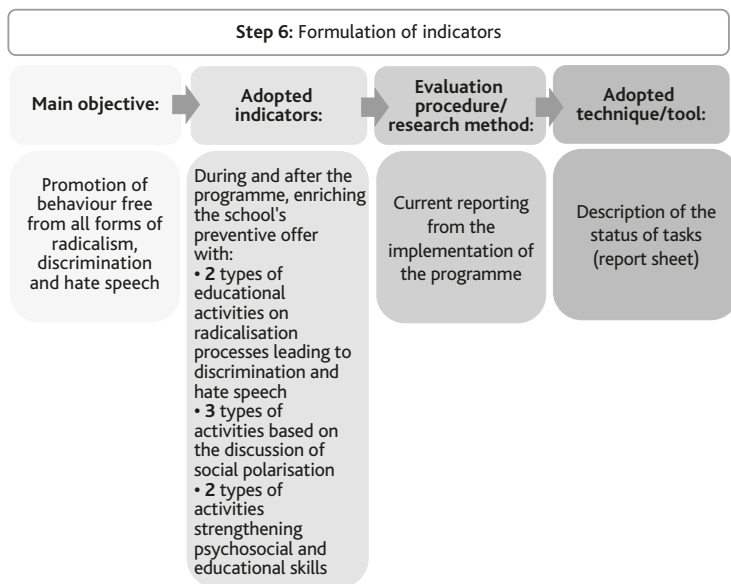 Step 6: Formulation of indicators
Main objective:
Adopted
indicators:
Evaluation
procedure/
research method:
Adopted
technique/tool:
Promotion of
behaviour free
from all forms of
radicalism,
discrimination
and hate speech
During and after the
programme, enriching
the school's
preventive offer
with:
• 2 types of
educational
activities on
radicalisation
processes leading to
discrimination and
hate speech
• 3 types of
activities based on
the discussion of
social polarisation
• 2 types of
activities
strengthening
psychosocial and
educational skills
Current reporting
from the
implementation of
the programme
Description of the
status of tasks
(report sheet)